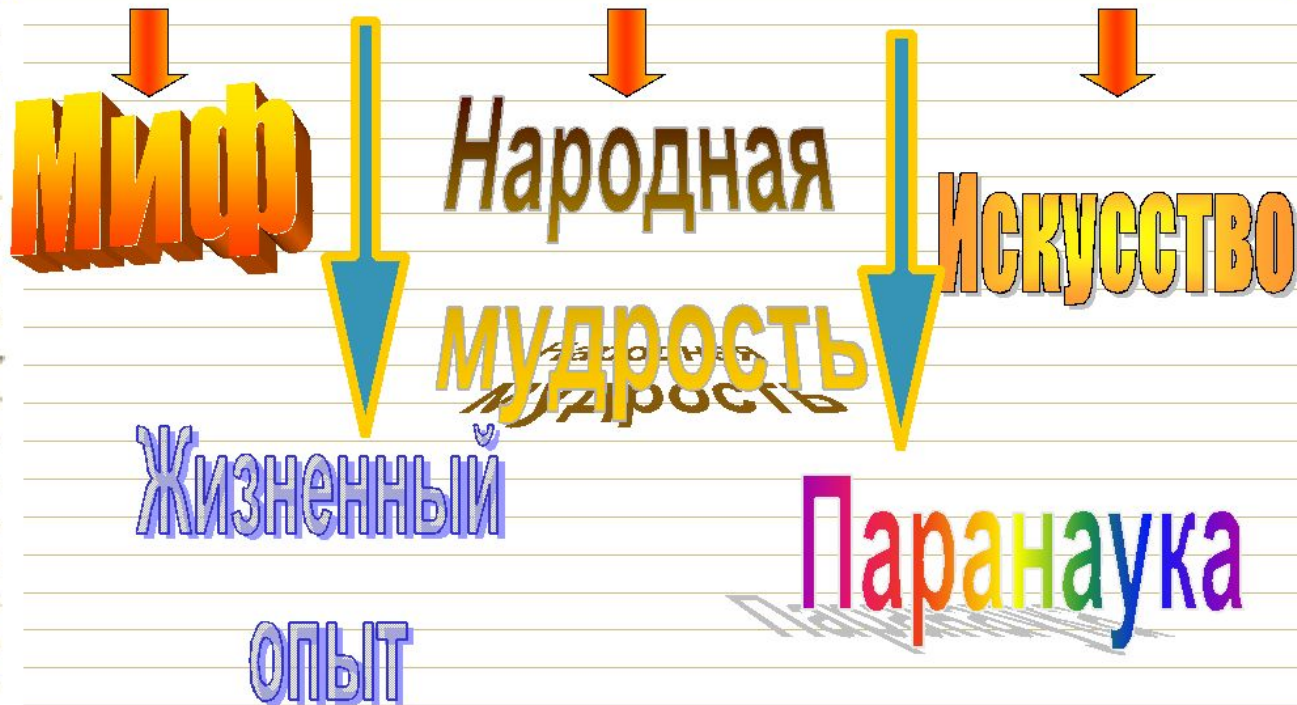 Миф
Народная
мудрость
Искусство
Жизненный
опыт
Паранаука